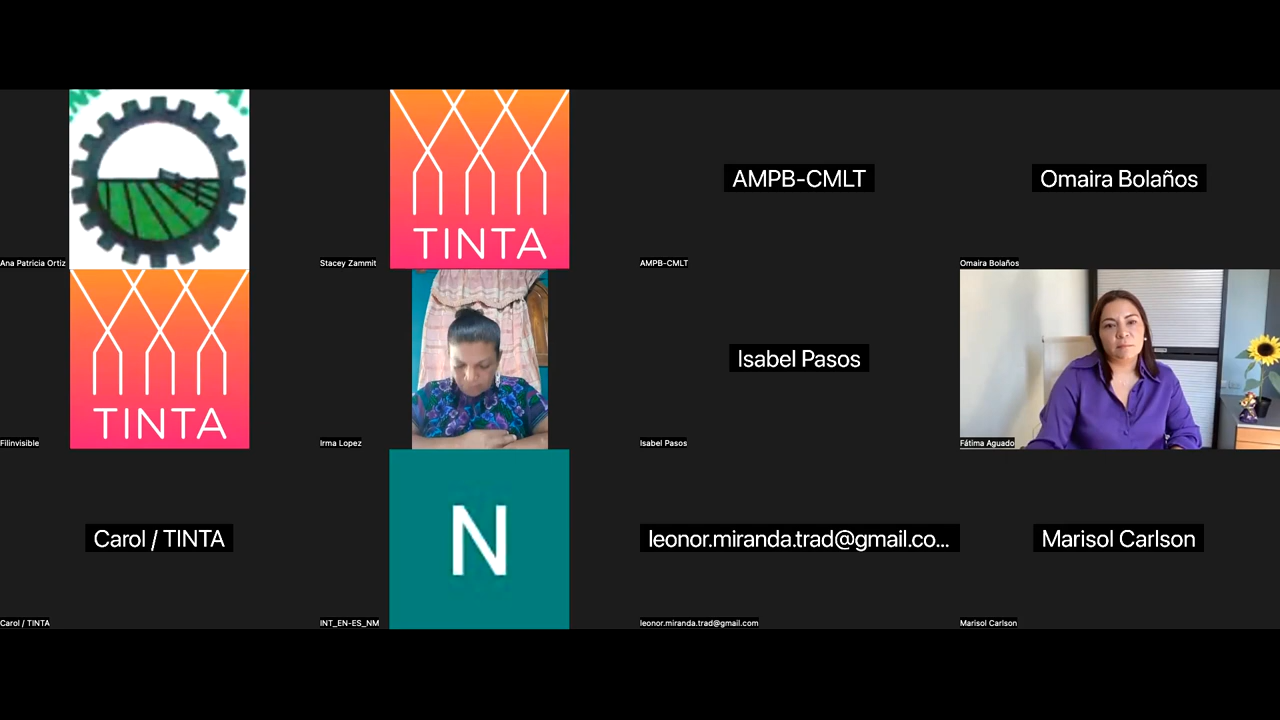 Ana Patricia Ortiz
TINTA
Stacey Zammit
AMPB-CMLT
AMPB-CMLT
Omaira Bolaños
Omaira Bolaños
TINTA
Filinvisible
Irma Lopez
Isabel Pasos
Isabel Pasos
Fátima Aguado
Carol / TINTA
Carol / TINTA
N
INT_EN-ES_NM
leonor.miranda.trad@gmail.co...
leonor.miranda.trad@gmail.com
Marisol Carlson
Marisol Carlson